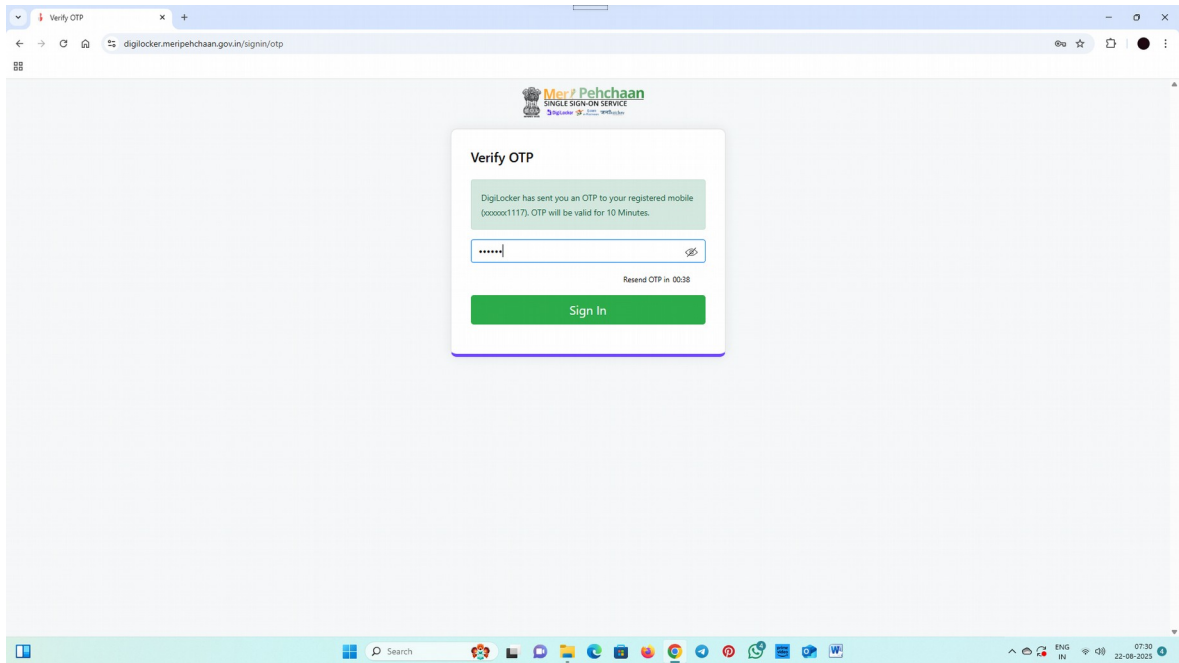 Verify OTP
digilocker.meripehchaan.gov.in/signin/otp
Meri Pehchaan
SINGLE SIGN-ON SERVICE
DigiLocker
Verify OTP
DigiLocker has sent you an OTP to your registered mobile
(xxxxxx1117). OTP will be valid for 10 Minutes.
••••••
Resend OTP in 00:38
Sign In
Search
ENG
IN
07:30
22-08-2025